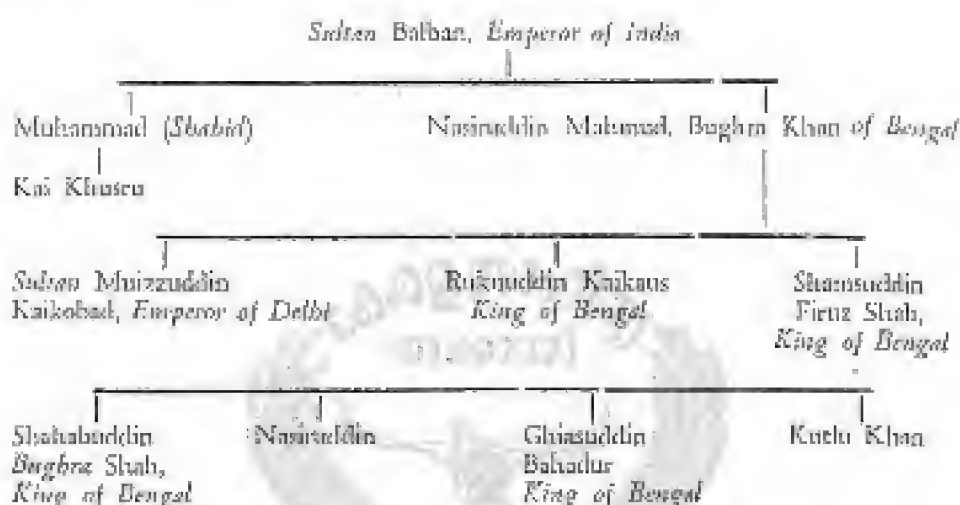 Sultan Balban, Emperor of India
Muhammad (Shahid)
Nasiruddin Mahmud, Bughra Khan of Bengal
Kai Khusru
Sultan Muizzuddin
Kaikobad, Emperor of Delhi
Ruknuddin Kaikaus
King of Bengal
Shamsuddin
Firuz Shah,
King of Bengal
Shahabuddin
Bughra Shah,
King of Bengal
Nasiruddin
Ghiasuddin
Bahadur
King of Bengal
Kutlu Khan